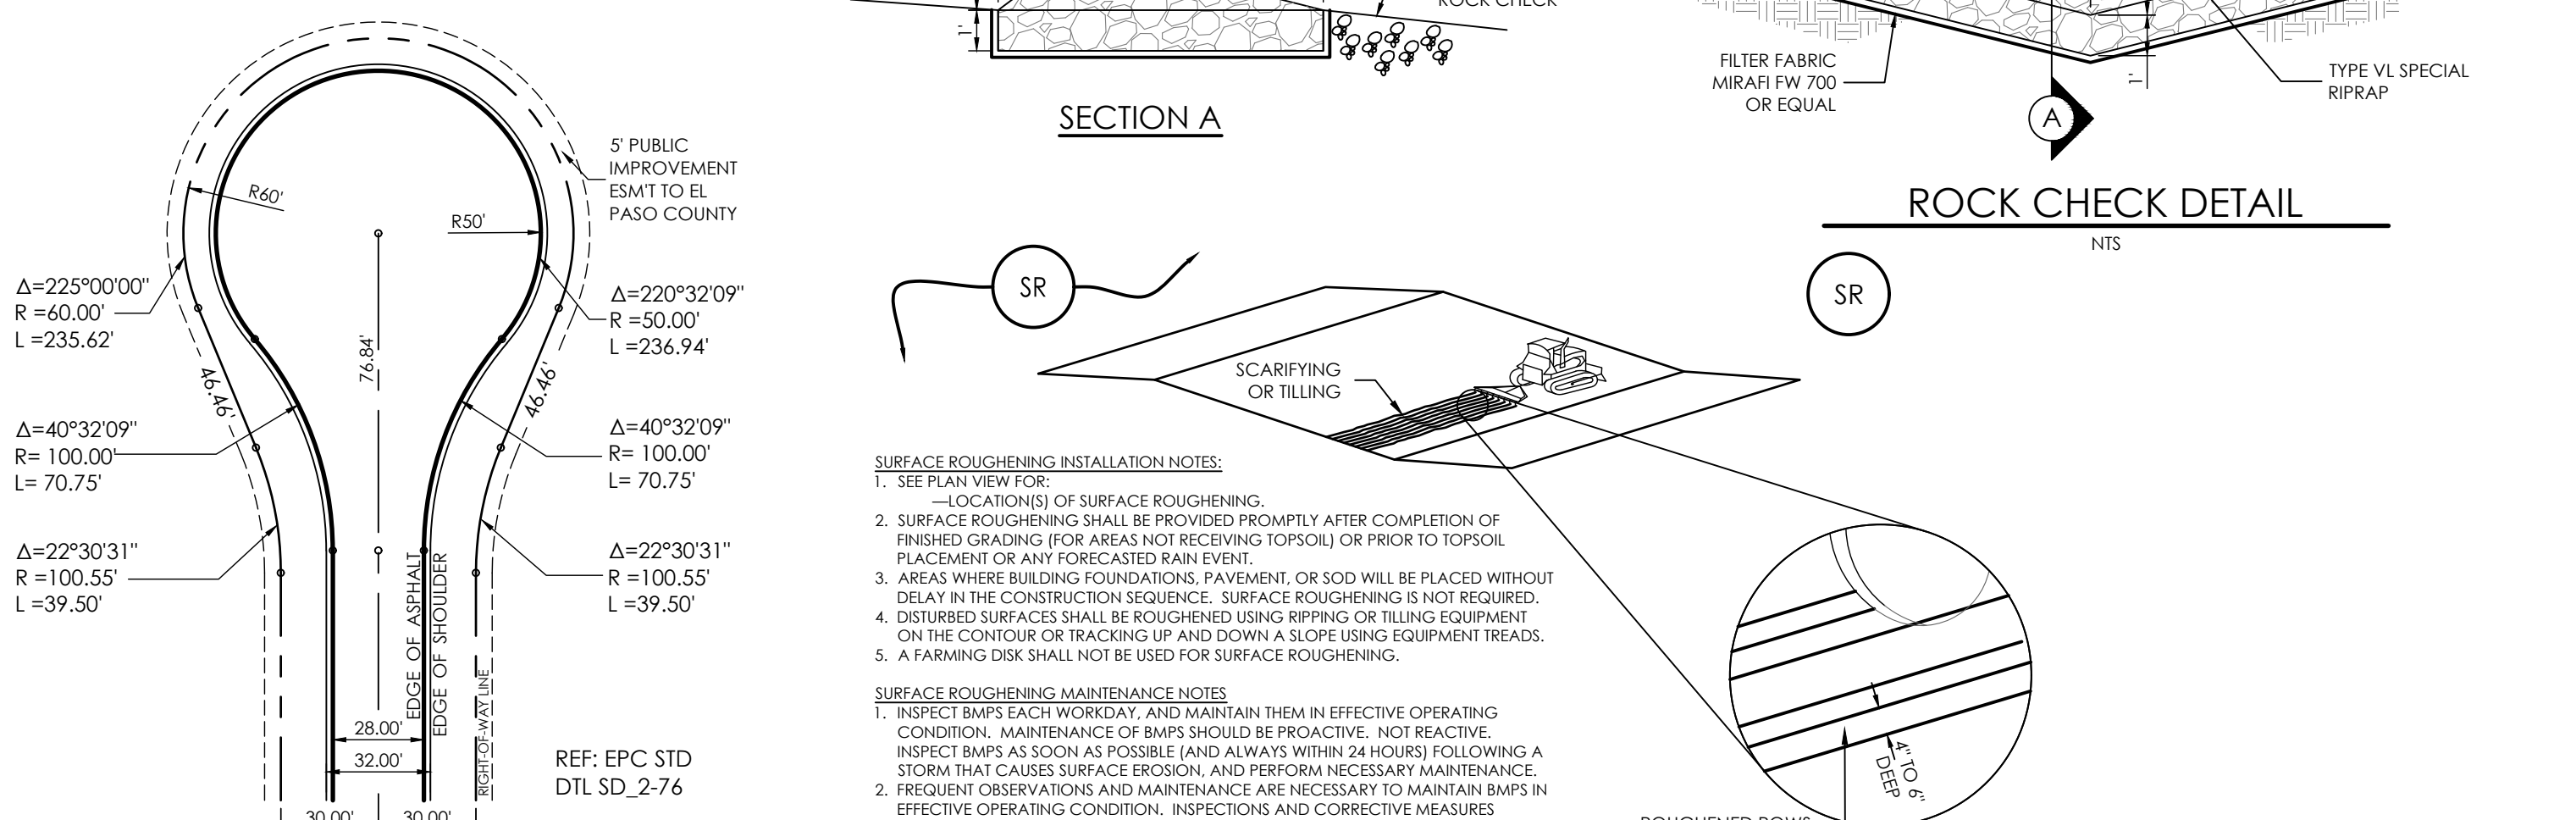 R60'
R50'
5' PUBLIC
IMPROVEMENT
ESM'T TO EL
PASO COUNTY
Δ=225°00'00"
R =60.00'
L =235.62'
Δ=220°32'09"
R =50.00'
L =236.94'
76.84'
46.46'
46.46'
Δ=40°32'09"
R= 100.00'
L= 70.75'
Δ=40°32'09"
R= 100.00'
L= 70.75'
Δ=22°30'31"
R =100.55'
L =39.50'
Δ=22°30'31"
R =100.55'
L =39.50'
EDGE OF ASPHALT
EDGE OF SHOULDER
RIGHT-OF-WAY LINE
28.00'
32.00'
30.00'
30.00'
REF: EPC STD
DTL SD_2-76
1'
ROCK CHECK
SECTION A
FILTER FABRIC
MIRAFI FW 700
OR EQUAL
1'
TYPE VL SPECIAL
RIPRAP
A
ROCK CHECK DETAIL
NTS
SR
SR
SCARIFYING
OR TILLING
SURFACE ROUGHENING INSTALLATION NOTES:
1. SEE PLAN VIEW FOR:
—LOCATION(S) OF SURFACE ROUGHENING.
2. SURFACE ROUGHENING SHALL BE PROVIDED PROMPTLY AFTER COMPLETION OF
FINISHED GRADING (FOR AREAS NOT RECEIVING TOPSOIL) OR PRIOR TO TOPSOIL
PLACEMENT OR ANY FORECASTED RAIN EVENT.
3. AREAS WHERE BUILDING FOUNDATIONS, PAVEMENT, OR SOD WILL BE PLACED WITHOUT
DELAY IN THE CONSTRUCTION SEQUENCE. SURFACE ROUGHENING IS NOT REQUIRED.
4. DISTURBED SURFACES SHALL BE ROUGHENED USING RIPPING OR TILLING EQUIPMENT
ON THE CONTOUR OR TRACKING UP AND DOWN A SLOPE USING EQUIPMENT TREADS.
5. A FARMING DISK SHALL NOT BE USED FOR SURFACE ROUGHENING.
SURFACE ROUGHENING MAINTENANCE NOTES
1. INSPECT BMPS EACH WORKDAY, AND MAINTAIN THEM IN EFFECTIVE OPERATING
CONDITION. MAINTENANCE OF BMPS SHOULD BE PROACTIVE. NOT REACTIVE.
INSPECT BMPS AS SOON AS POSSIBLE (AND ALWAYS WITHIN 24 HOURS) FOLLOWING A
STORM THAT CAUSES SURFACE EROSION, AND PERFORM NECESSARY MAINTENANCE.
2. FREQUENT OBSERVATIONS AND MAINTENANCE ARE NECESSARY TO MAINTAIN BMPS IN
EFFECTIVE OPERATING CONDITION. INSPECTIONS AND CORRECTIVE MEASURES
4" TO 6"
DEEP
ROUGHENED ROWS